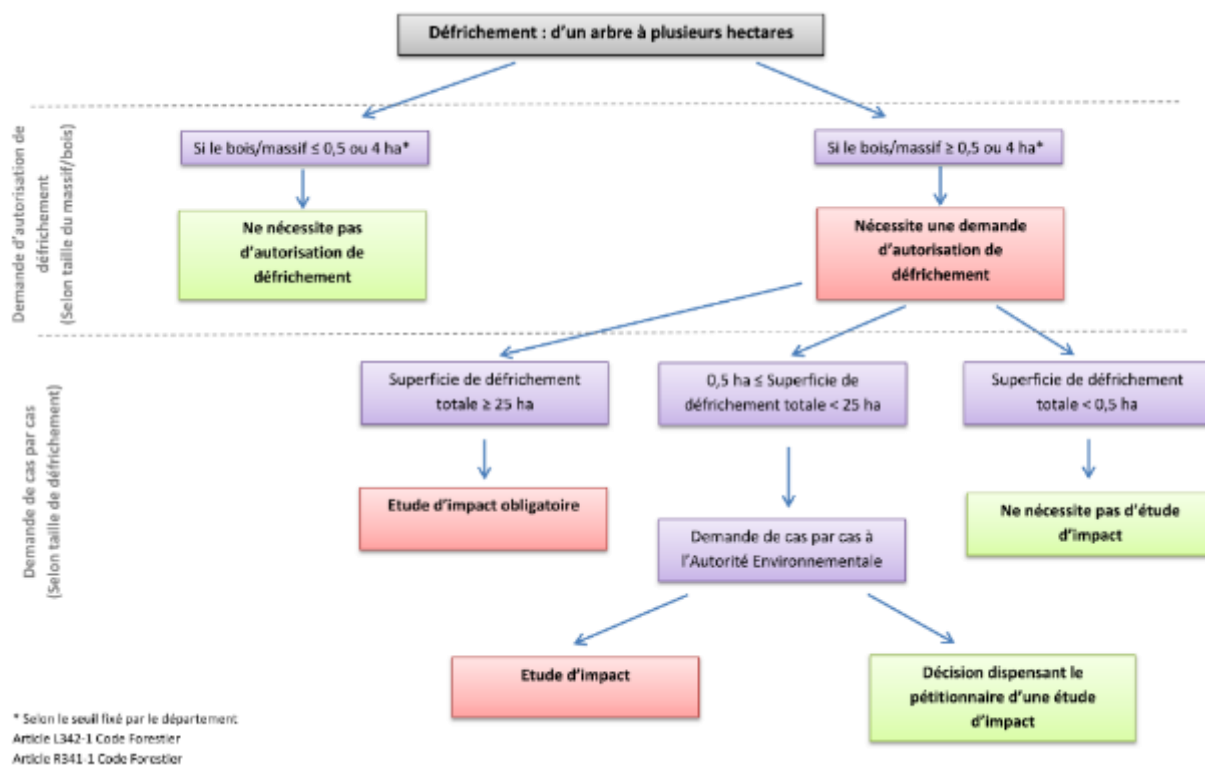 Défrichement : d'un arbre à plusieurs hectares
Demande d'autorisation de
défrichement
(Selon taille du massif/bois)
Si le bois/massif ≤ 0,5 ou 4 ha*
Si le bois/massif ≥ 0,5 ou 4 ha*
Ne nécessite pas
d'autorisation de
défrichement
Nécessite une demande
d'autorisation de
défrichement
Demande de cas par cas
(Selon taille de défrichement)
Superficie de défrichement
totale ≥ 25 ha
0,5 ha ≤ Superficie de
défrichement totale < 25 ha
Superficie de défrichement
totale < 0,5 ha
Etude d'impact obligatoire
Demande de cas par cas à
l'Autorité Environnementale
Ne nécessite pas d'étude
d'impact
Etude d'impact
Décision dispensant le
pétitionnaire d'une étude
d'impact
* Selon le seuil fixé par le département
Article L342-1 Code Forestier
Article R341-1 Code Forestier